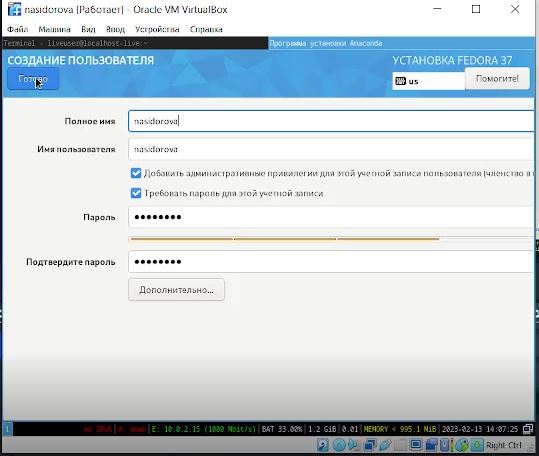 nasidorova [Работает] - Oracle VM VirtualBox
Файл Машина Вид Ввод Устройства Справка
Terminal - liveuser@localhost-live:~ Программа установки Anaconda
СОЗДАНИЕ ПОЛЬЗОВАТЕЛЯ УСТАНОВКА FEDORA 37
Готово us Помогите!
Полное имя nasidorova
Имя пользователя nasidorova
Добавить административные привилегии для этой учетной записи пользователя (членство в
Требовать пароль для этой учетной записи
Пароль ••••••••
Подтвердите пароль ••••••••
Дополнительно...
1 no IPv6 | W: down | E: 10.0.2.15 (1000 Mbit/s) | BAT 33.00% | 1.2 GiB | 0.01 | MEMORY < 995.1 MiB | 2023-02-13 14:07:25
Right Ctrl